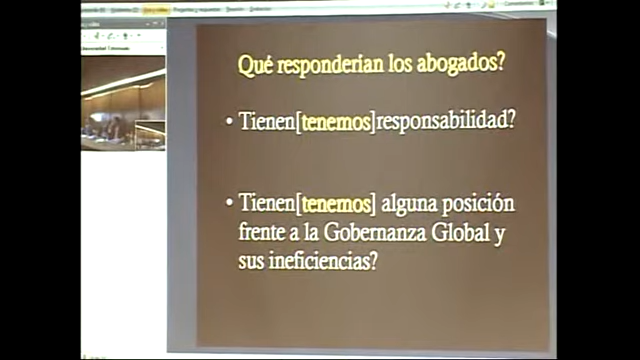 Qué responderian los abogados?
• Tienen[tenemos]responsabilidad?
• Tienen[tenemos] alguna posición
frente a la Gobernanza Global y
sus ineficiencias?